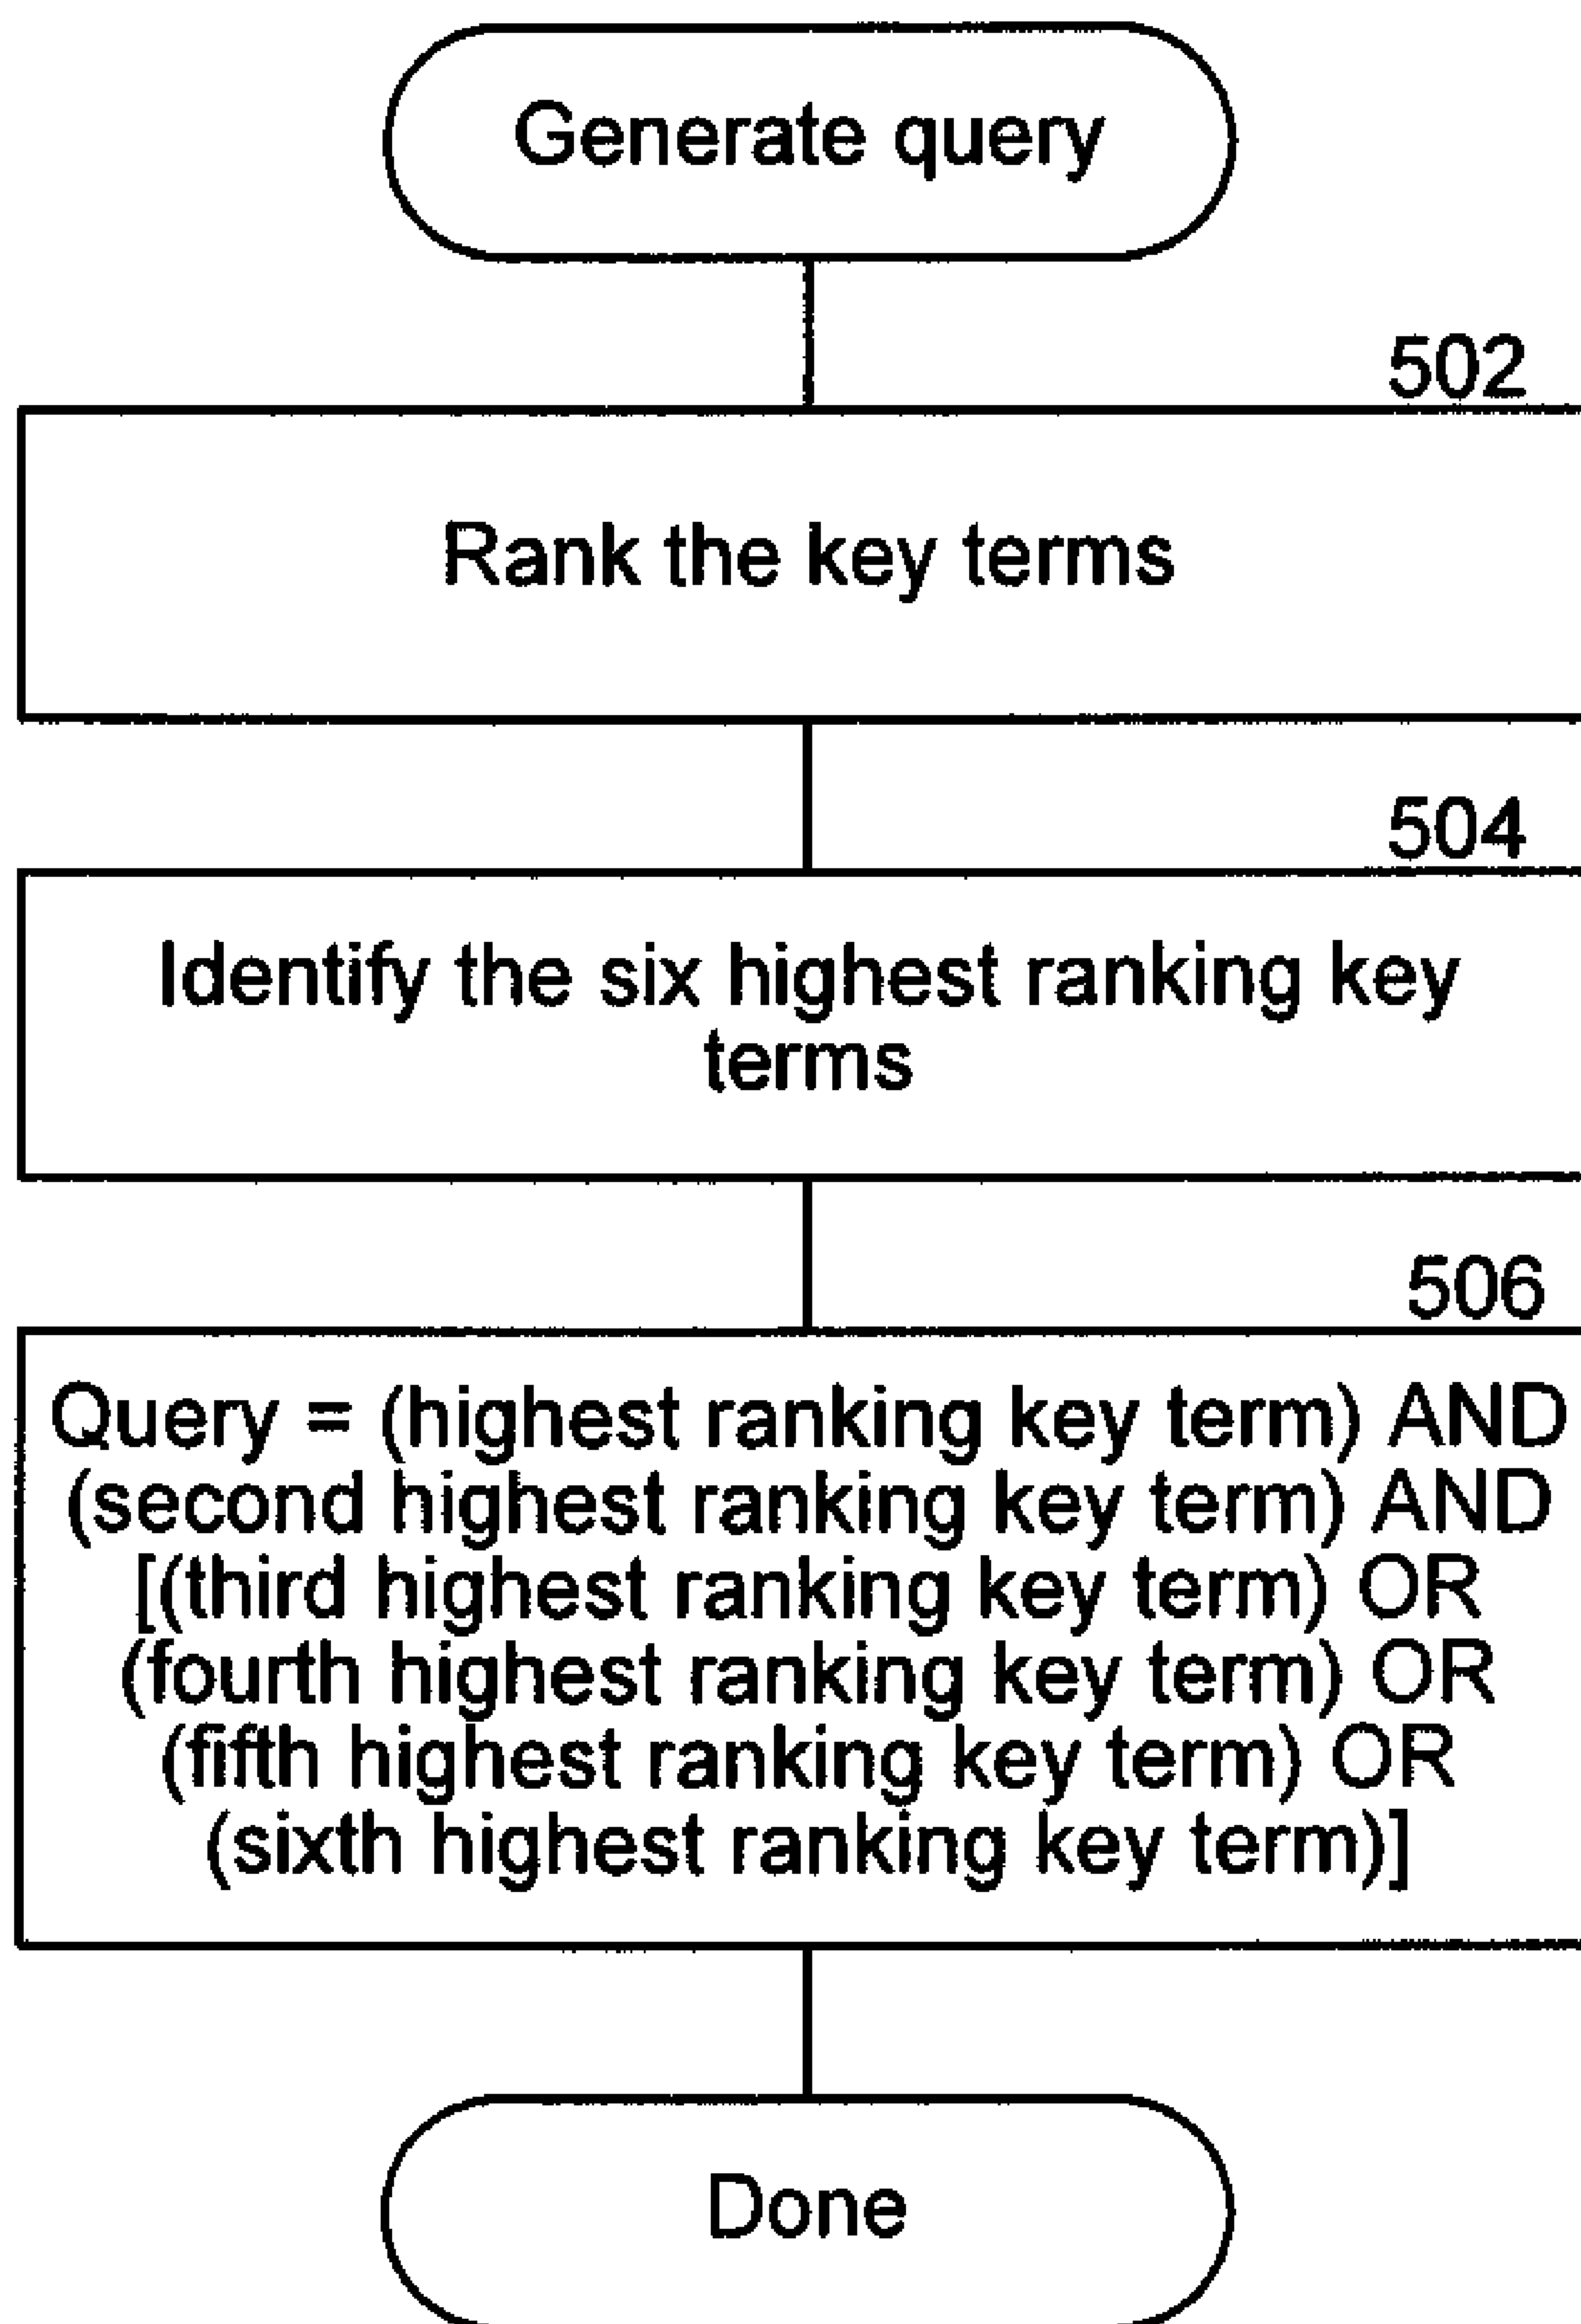 Generate query
502
Rank the key terms
504
Identify the six highest ranking key
terms
506
Query = (highest ranking key term) AND
(second highest ranking key term) AND
[(third highest ranking key term) OR
(fourth highest ranking key term) OR
(fifth highest ranking key term) OR
(sixth highest ranking key term)]
Done